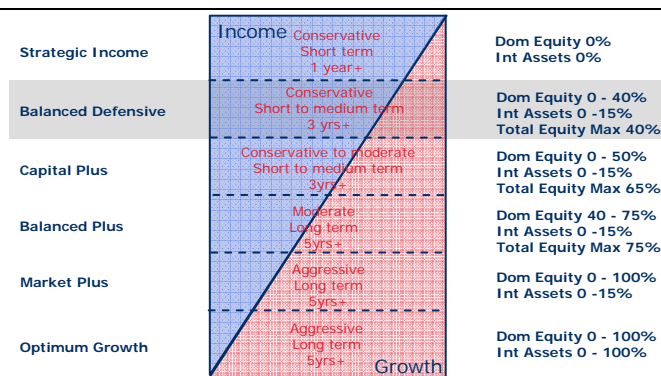 Income
Strategic Income
Conservative
Short term
1 year+
Dom Equity 0%
Int Assets 0%
Balanced Defensive
Conservative
Short to medium term
3 yrs+
Dom Equity 0 - 40%
Int Assets 0 -15%
Total Equity Max 40%
Capital Plus
Conservative to moderate
Short to medium term
3yrs+
Dom Equity 0 - 50%
Int Assets 0 -15%
Total Equity Max 65%
Balanced Plus
Moderate
Long term
5yrs+
Dom Equity 40 - 75%
Int Assets 0 -15%
Total Equity Max 75%
Market Plus
Aggressive
Long term
5yrs+
Dom Equity 0 - 100%
Int Assets 0 -15%
Optimum Growth
Aggressive
Long term
5yrs+
Dom Equity 0 - 100%
Int Assets 0 - 100%
Growth